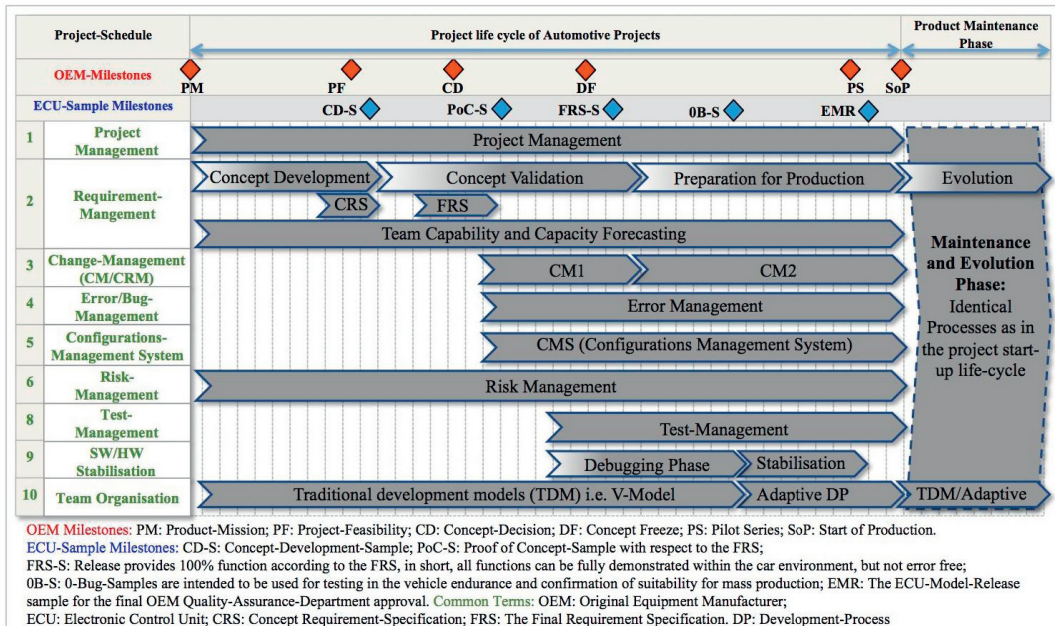 Project-Schedule
Project life cycle of Automotive Projects
Product Maintenance
Phase
OEM-Milestones
PM
PF
CD
DF
PS
SoP
ECU-Sample Milestones
CD-S
PoC-S
FRS-S
0B-S
EMR
1
Project
Management
Project Management
2
Requirement-
Mangement
Concept Development
Concept Validation
Preparation for Production
Evolution
CRS
FRS
Team Capability and Capacity Forecasting
3
Change-Management
(CM/CRM)
CM1
CM2
4
Error/Bug-
Management
Error Management
5
Configurations-
Management System
CMS (Configurations Management System)
6
Risk-
Management
Risk Management
8
Test-
Management
Test-Management
9
SW/HW
Stabilisation
Debugging Phase
Stabilisation
10
Team Organisation
Traditional development models (TDM) i.e. V-Model
Adaptive DP
TDM/Adaptive
Maintenance
and Evolution
Phase:
Identical
Processes as in
the project start-
up life-cycle
OEM Milestones: PM: Product-Mission; PF: Project-Feasibility; CD: Concept-Decision; DF: Concept Freeze; PS: Pilot Series; SoP: Start of Production.
ECU-Sample Milestones: CD-S: Concept-Development-Sample; PoC-S: Proof of Concept-Sample with respect to the FRS;
FRS-S: Release provides 100% function according to the FRS, in short, all functions can be fully demonstrated within the car environment, but not error free;
0B-S: 0-Bug-Samples are intended to be used for testing in the vehicle endurance and confirmation of suitability for mass production; EMR: The ECU-Model-Release
sample for the final OEM Quality-Assurance-Department approval. Common Terms: OEM: Original Equipment Manufacturer;
ECU: Electronic Control Unit; CRS: Concept Requirement-Specification; FRS: The Final Requirement Specification. DP: Development-Process